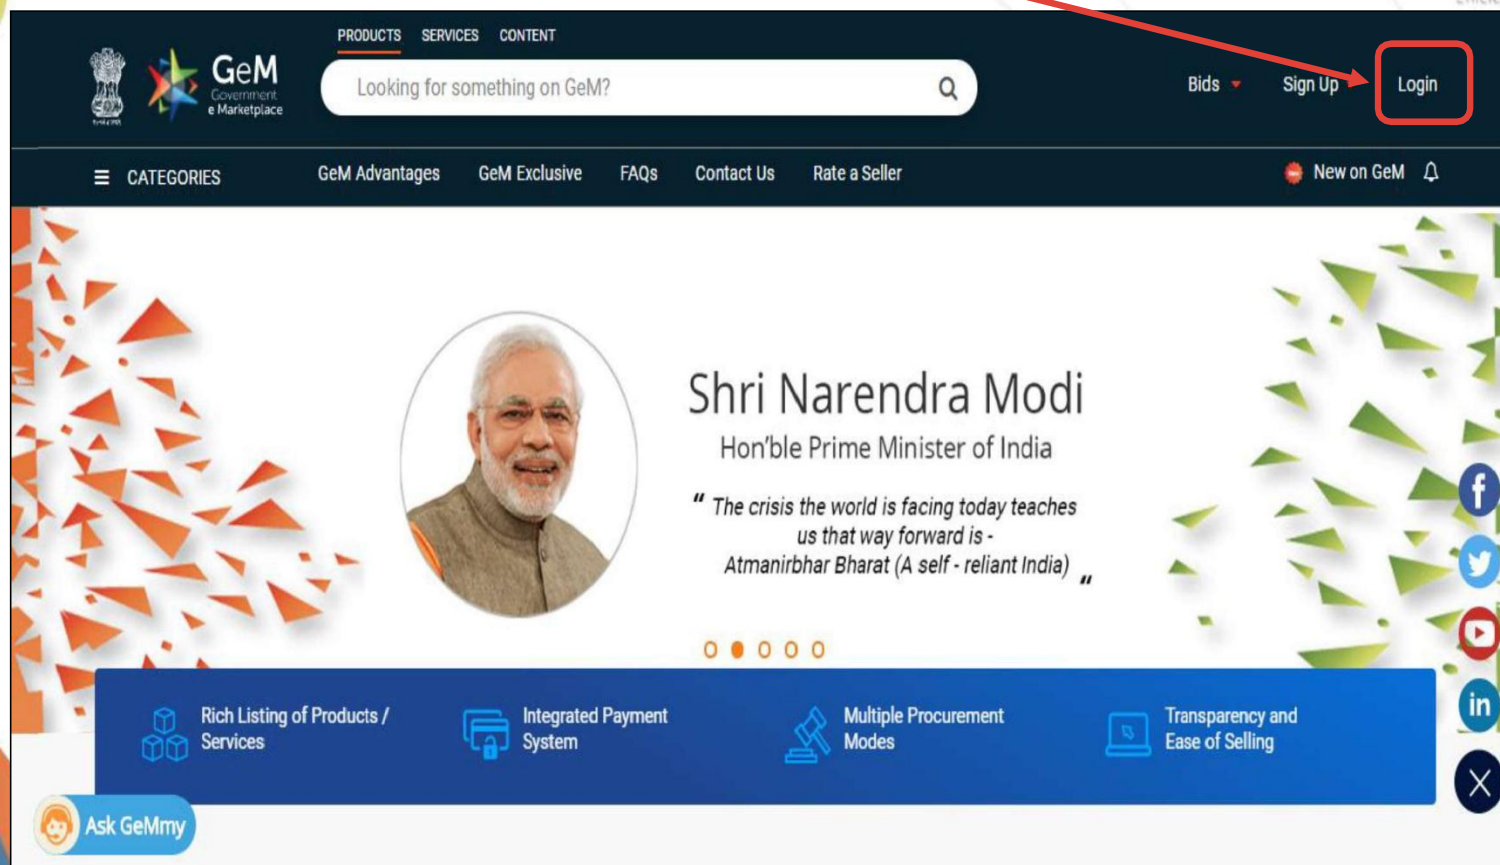 PRODUCTS SERVICES CONTENT
GeM
Government
e Marketplace
Looking for something on GeM?
Bids Sign Up Login
CATEGORIES GeM Advantages GeM Exclusive FAQs Contact Us Rate a Seller New on GeM
Shri Narendra Modi
Hon'ble Prime Minister of India
" The crisis the world is facing today teaches
us that way forward is -
Atmanirbhar Bharat (A self - reliant India) "
Rich Listing of Products /
Services
Integrated Payment
System
Multiple Procurement
Modes
Transparency and
Ease of Selling
Ask GeMmy